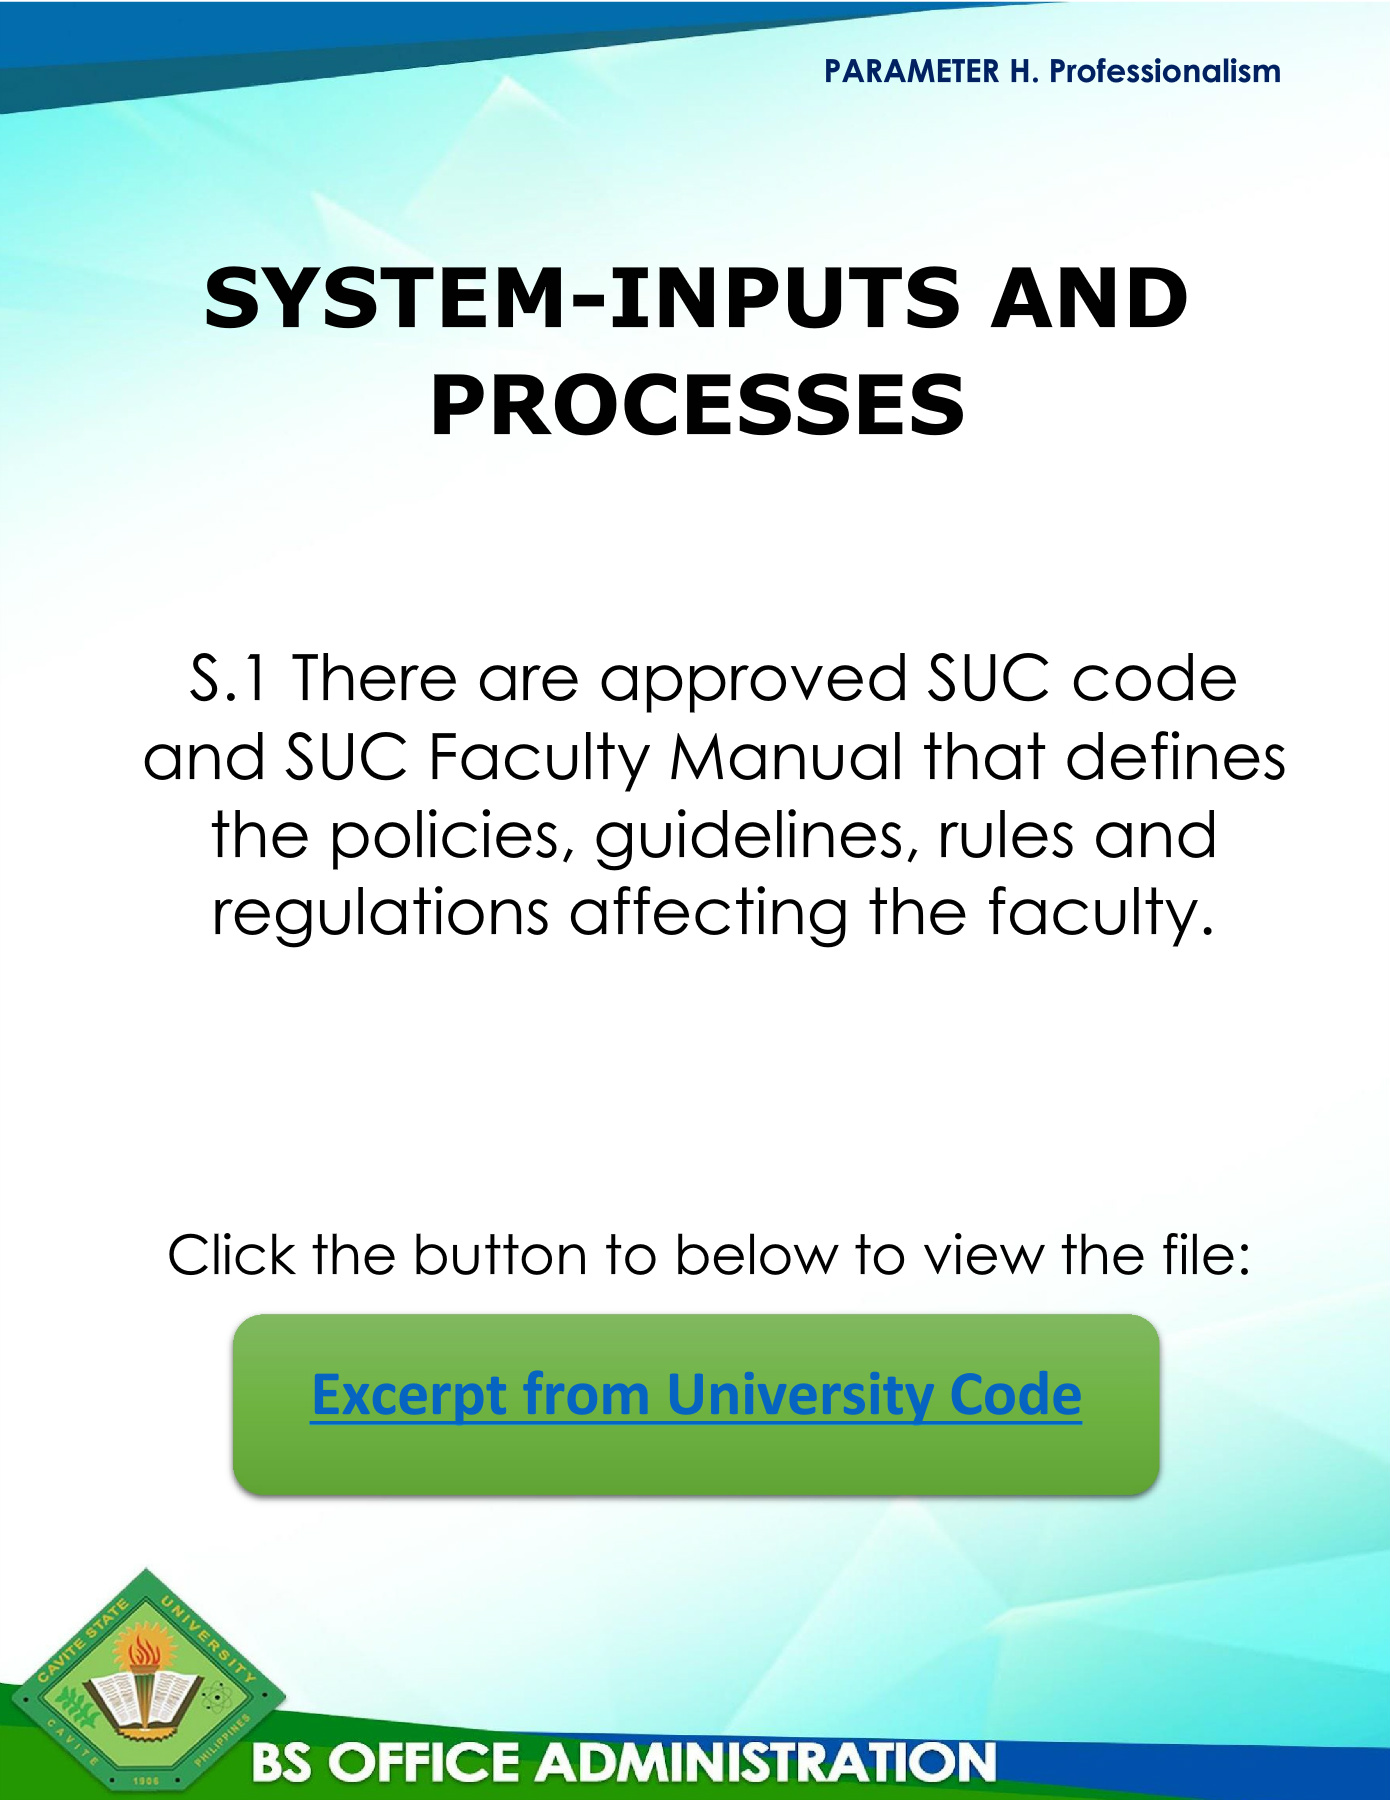 PARAMETER H. Professionalism
SYSTEM-INPUTS AND
PROCESSES
S.1 There are approved SUC code
and SUC Faculty Manual that defines
the policies, guidelines, rules and
regulations affecting the faculty.
Click the button to below to view the file:
Excerpt from University Code
CAVITE STATE UNIVERSITY
CAVITE
PHILIPPINES
1906
BS OFFICE ADMINISTRATION